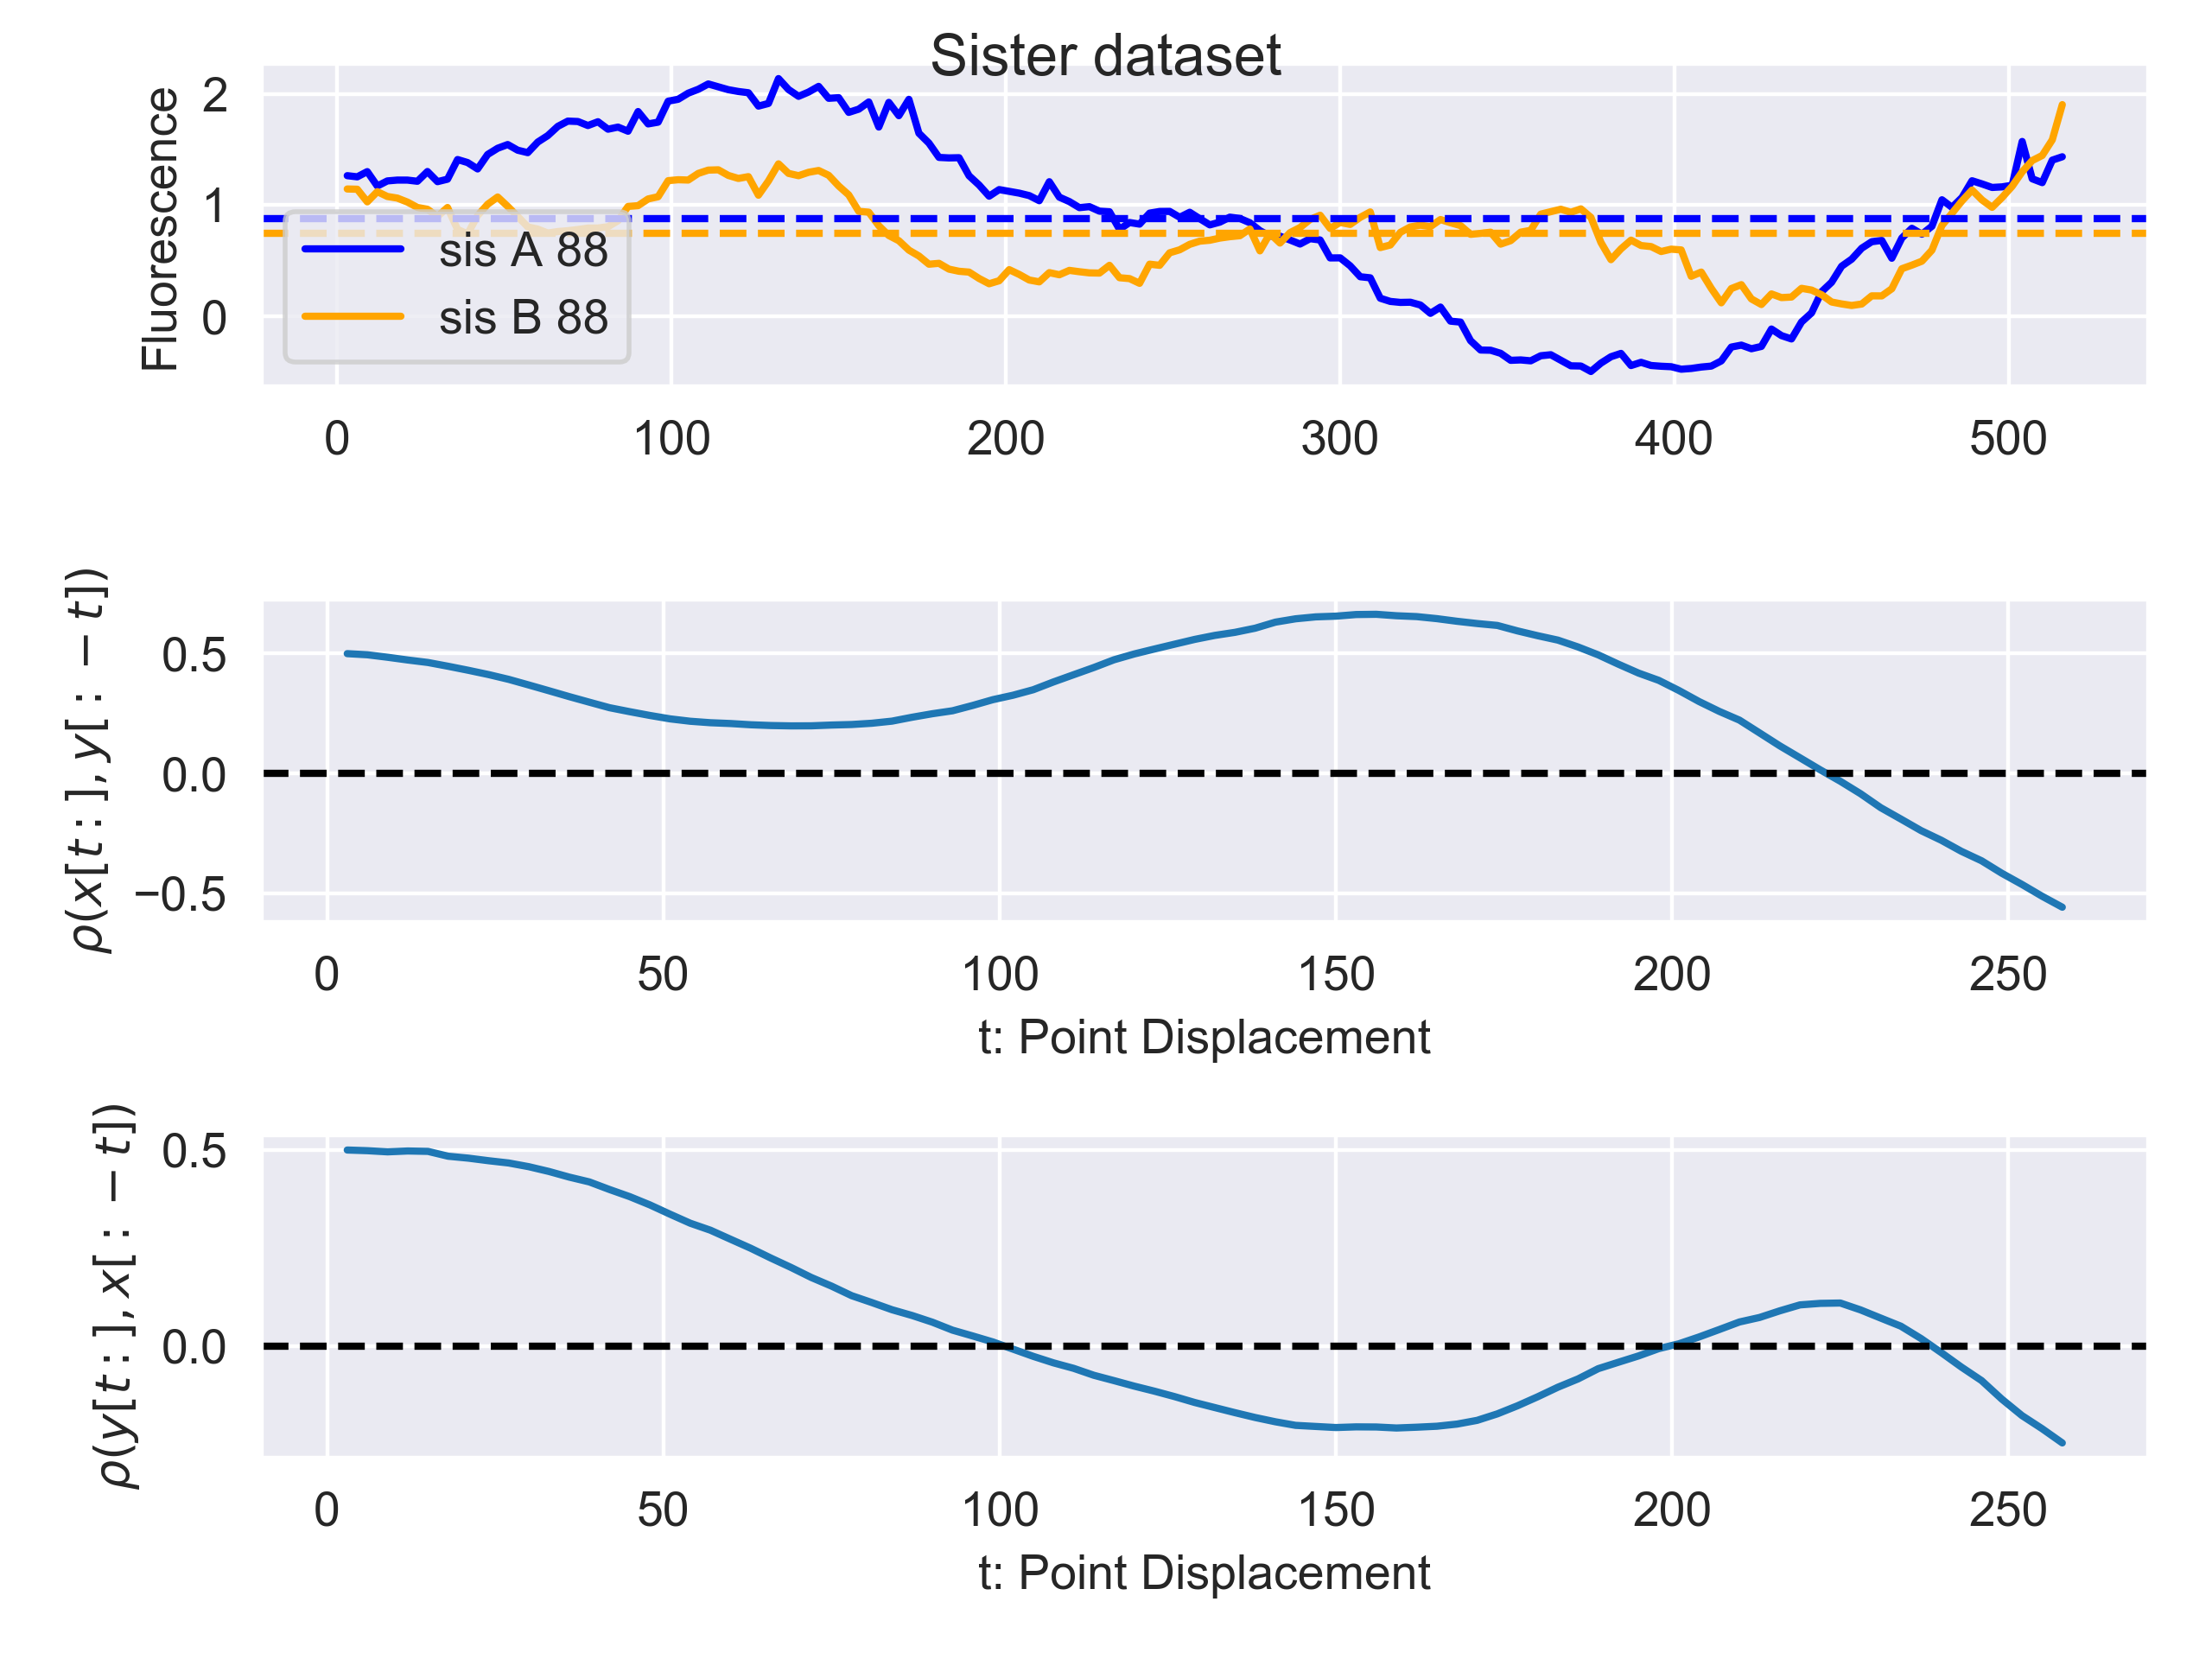 Sister dataset
Fluorescence
2
1
0
sis A 88
sis B 88
0 100 200 300 400 500
ρ(x[t:], y[: − t])
0.5
0.0
−0.5
0 50 100 150 200 250
t: Point Displacement
ρ(y[t:], x[: − t])
0.5
0.0
0 50 100 150 200 250
t: Point Displacement